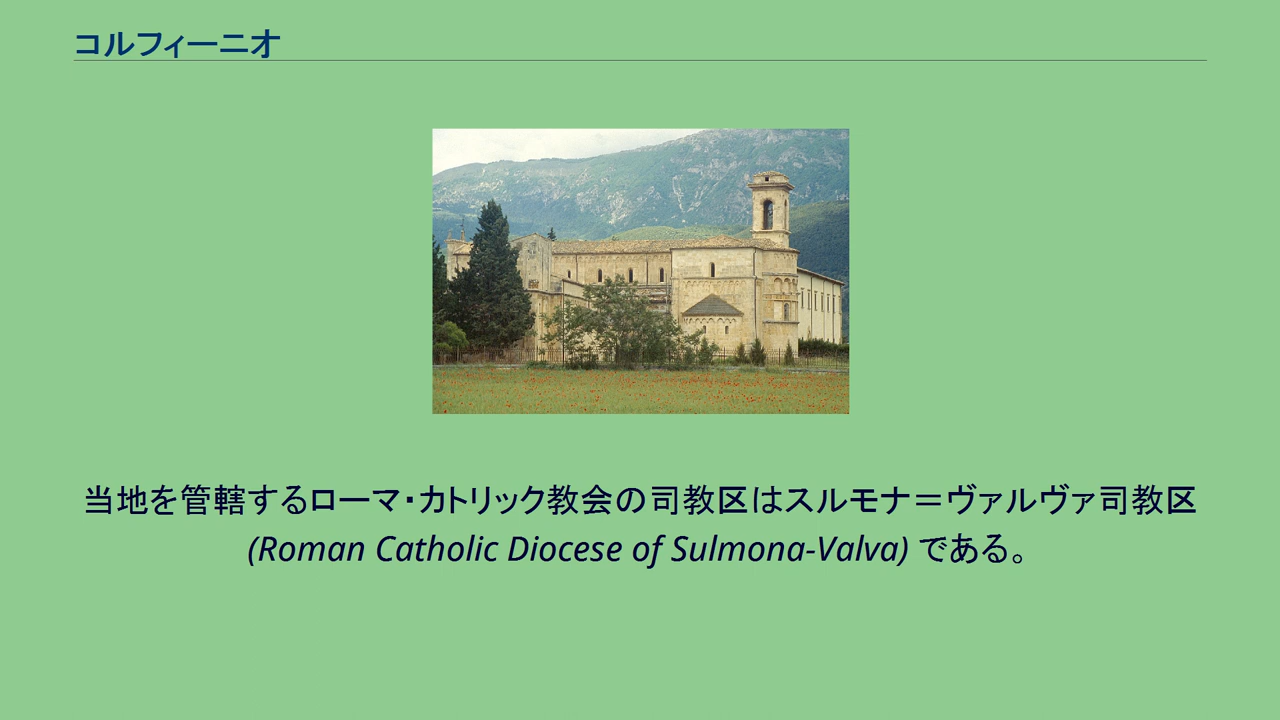 コルフィーニオ
当地を管轄するローマ・カトリック教会の司教区はスルモナ＝ヴァルヴァ司教区
(Roman Catholic Diocese of Sulmona-Valva) である。